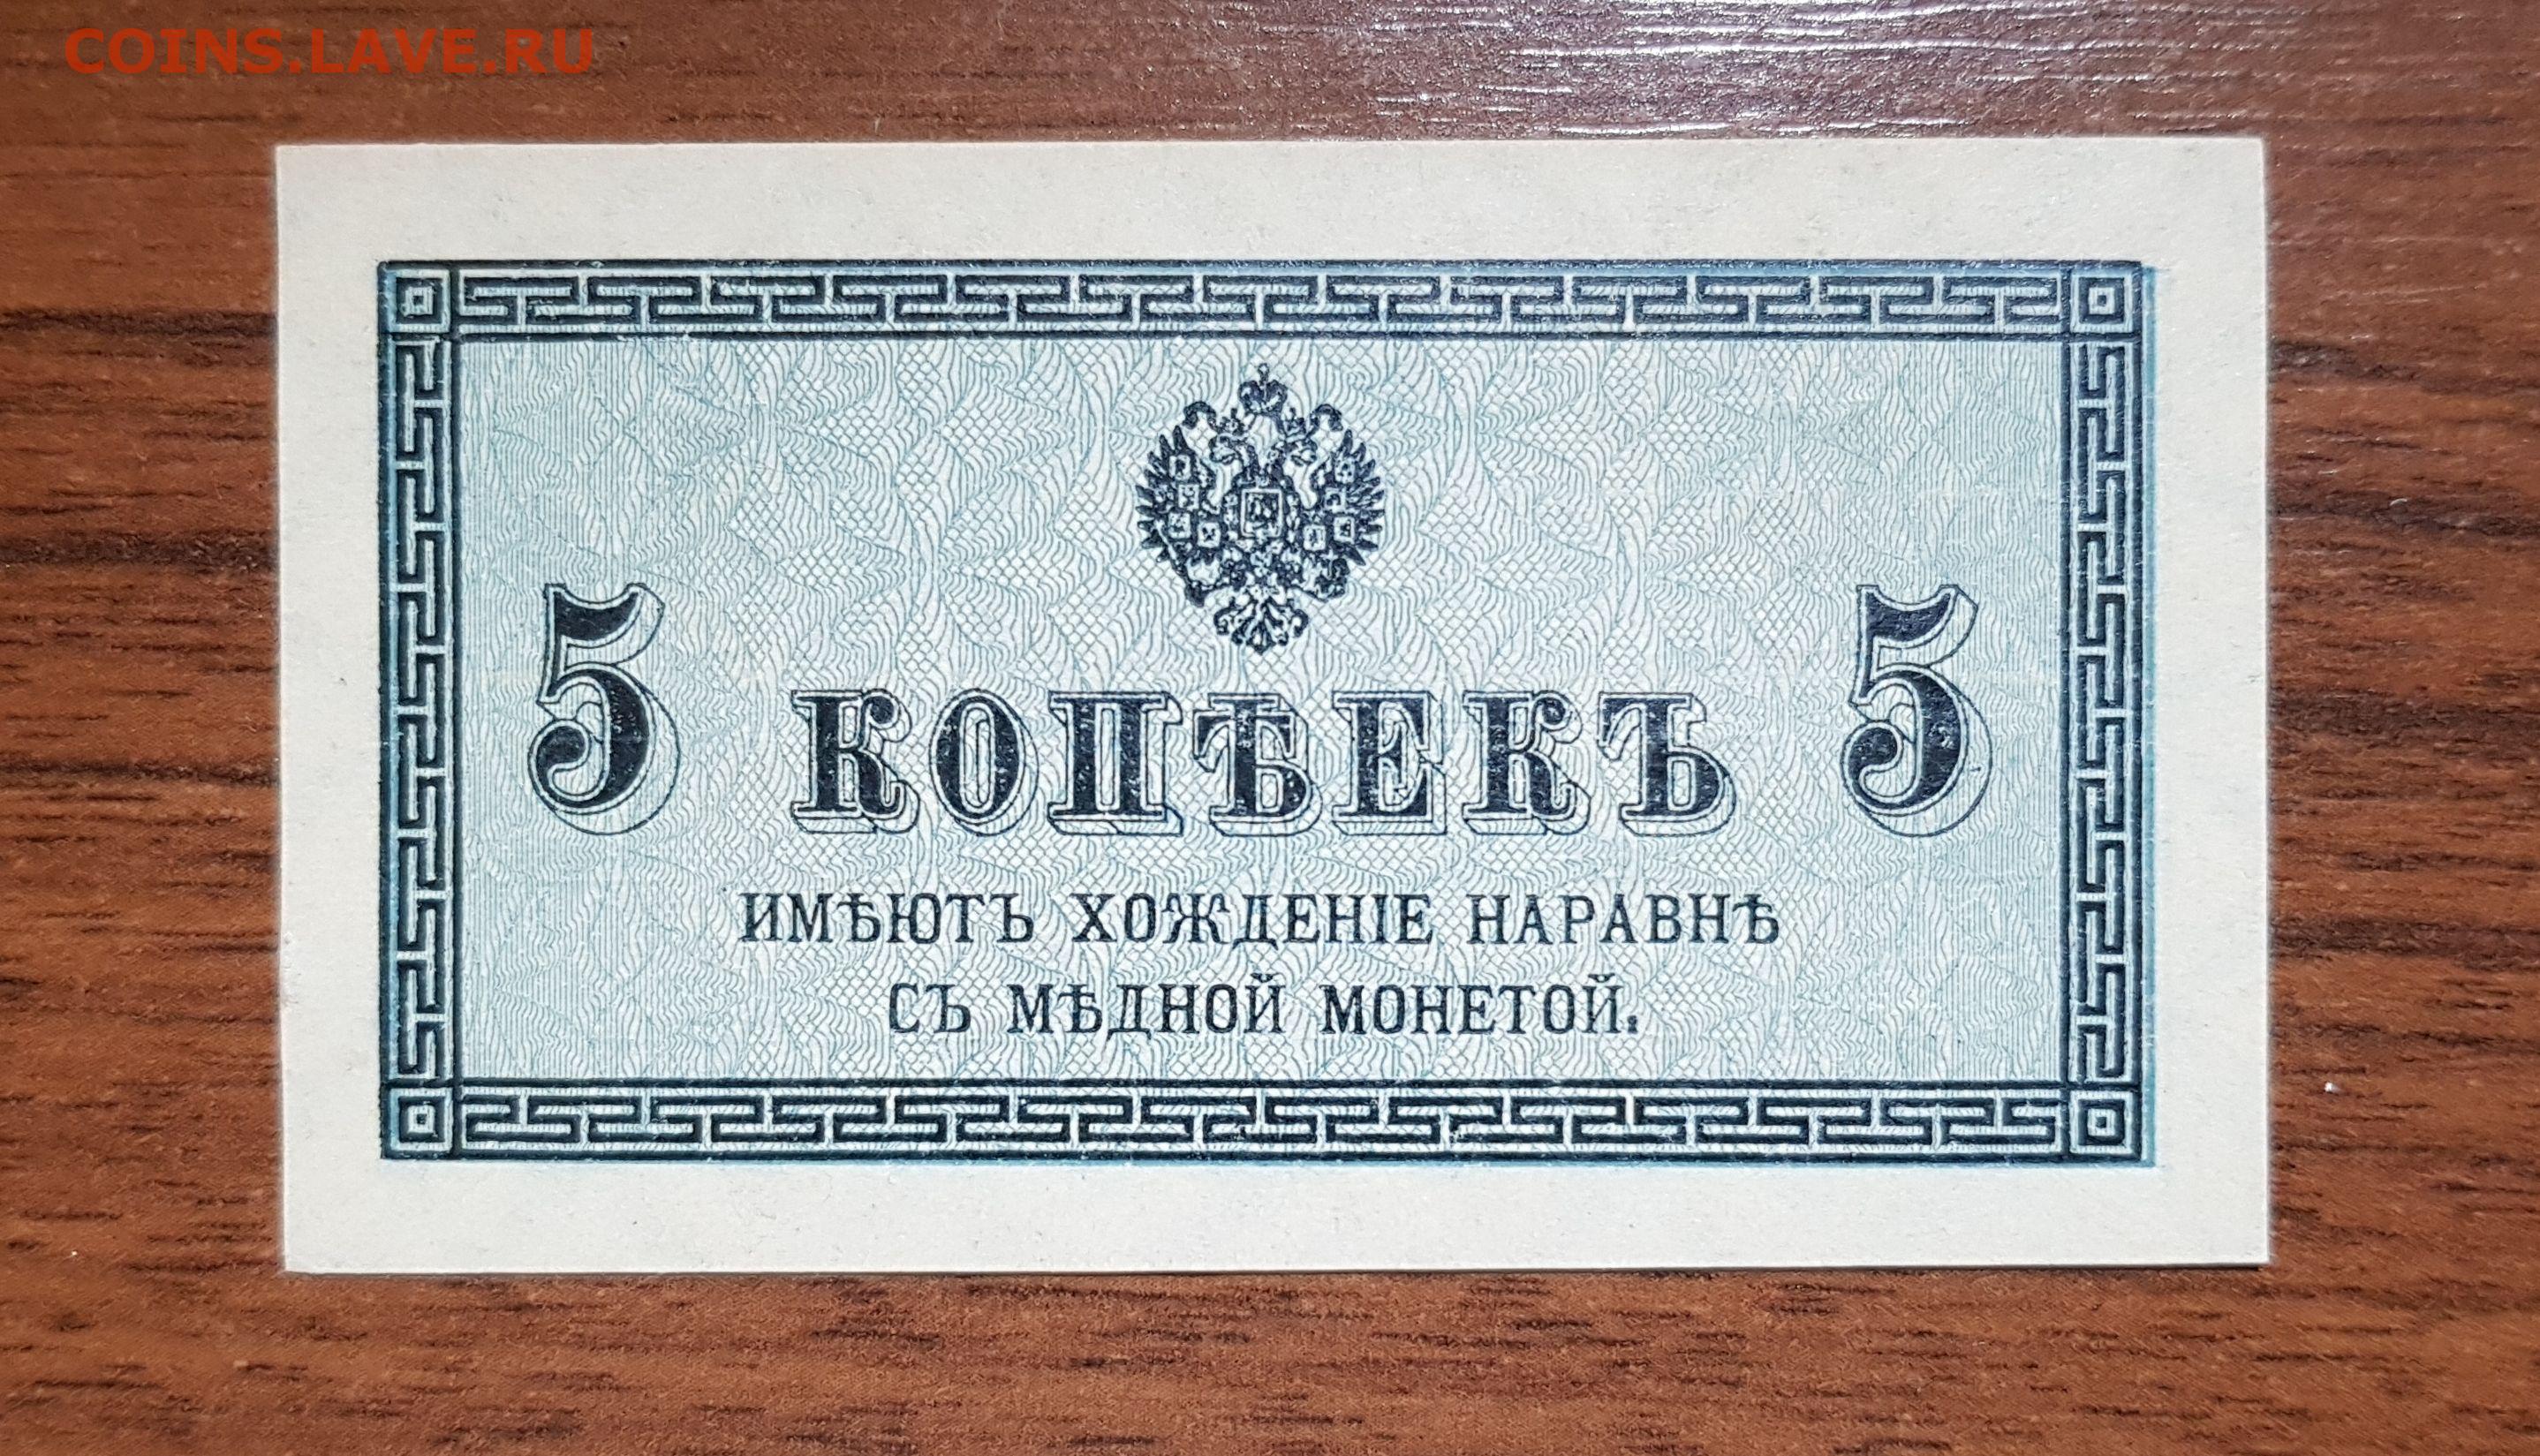 COINS.LAVE.RU
5 КОПѢЕКЪ 5
ИМѢЮТЪ ХОЖДЕНІЕ НАРАВНѢ
СЪ МѢДНОЙ МОНЕТОЙ.